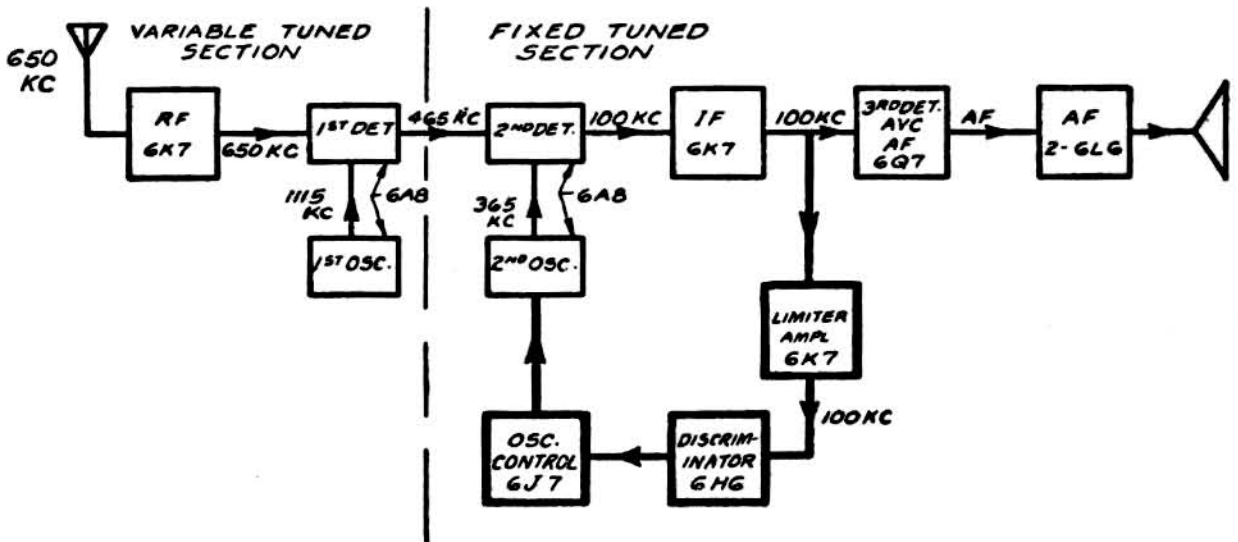 VARIABLE TUNED
SECTION
FIXED TUNED
SECTION
650
KC
RF
6K7
650 KC
1ST DET
465 KC
2ND DET.
100 KC
IF
6K7
100 KC
3RD DET.
AVC
AF
6Q7
AF
AF
2-6L6
1115
KC
6A8
365
KC
6A8
1ST OSC.
2ND OSC.
LIMITER
AMPL
6K7
100 KC
OSC.
CONTROL
6J7
DISCRIM-
INATOR
6H6